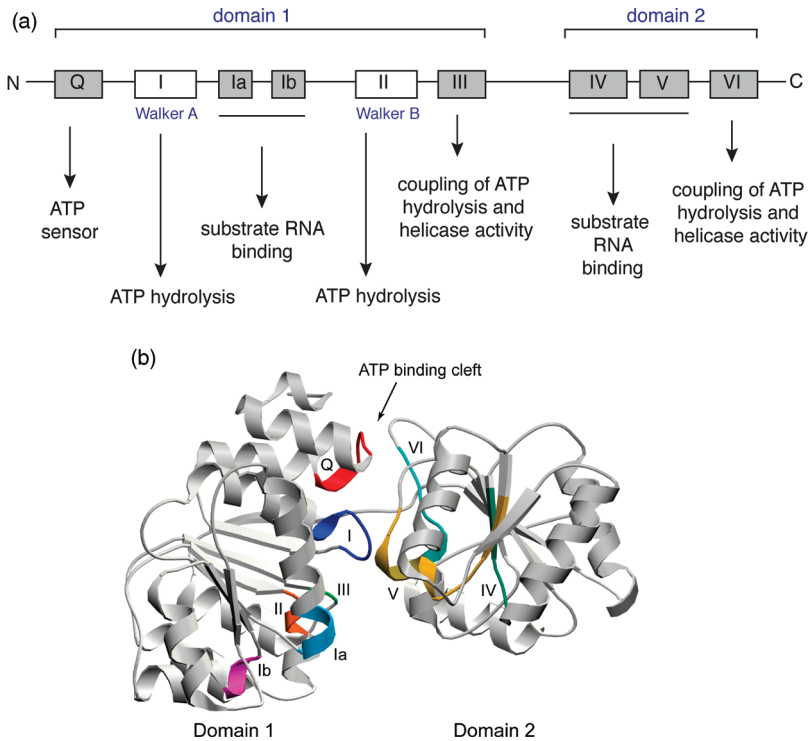 (a)
domain 1
domain 2
N Q I Ia Ib II III IV V VI C
Walker A
Walker B
ATP
sensor
ATP hydrolysis
substrate RNA
binding
ATP hydrolysis
coupling of ATP
hydrolysis and
helicase activity
substrate
RNA
binding
coupling of ATP
hydrolysis and
helicase activity
(b)
ATP binding cleft
Q
VI
I
III
II
V
IV
Ia
Ib
Domain 1
Domain 2